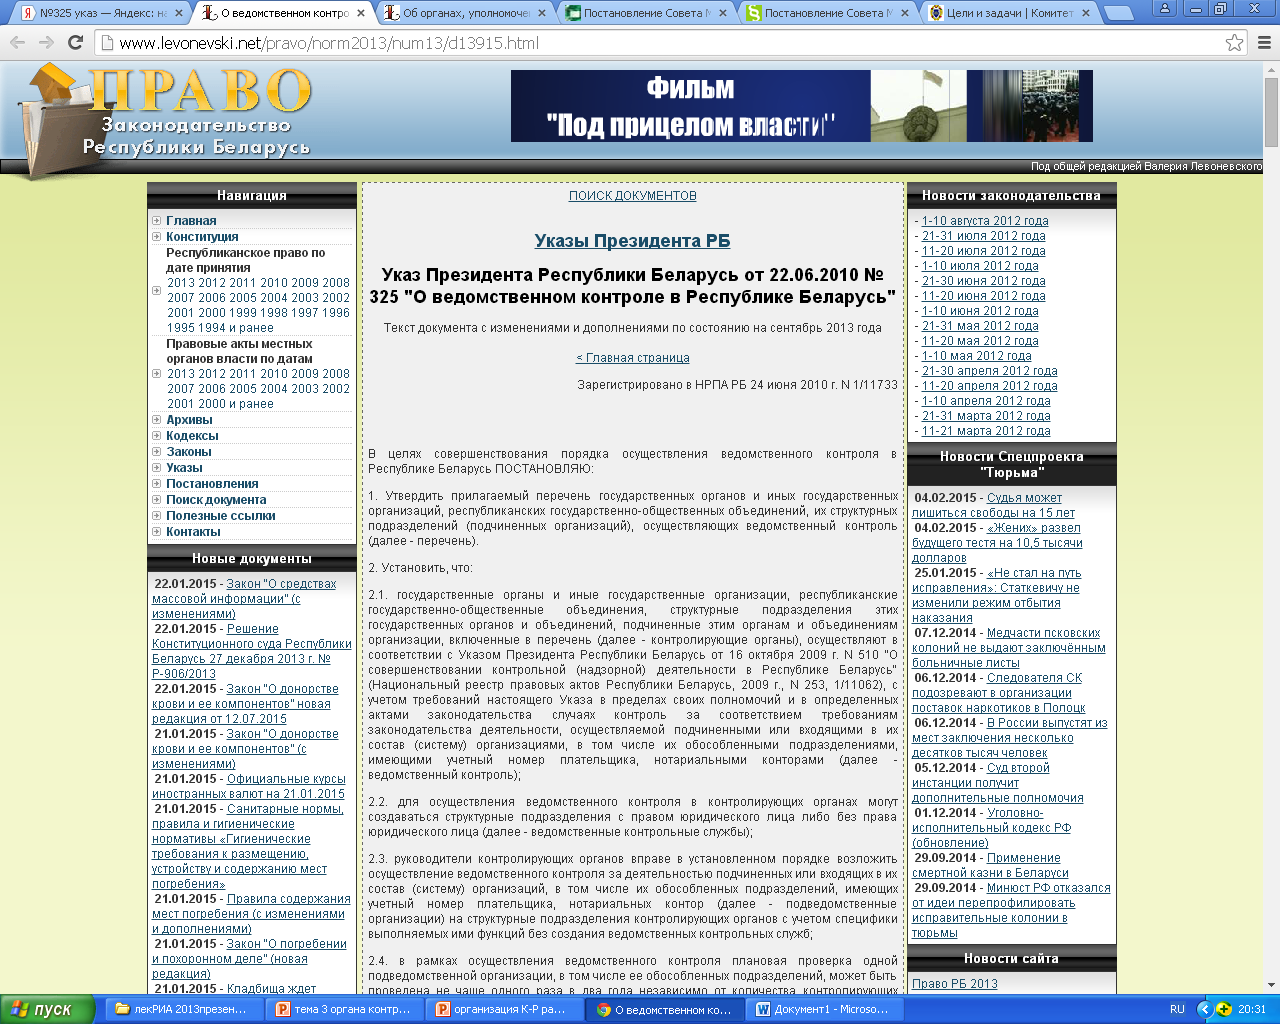 №325 указ — Яндекс: на
О ведомственном контро
Об органах, уполномоче
Постановление Совета М
Постановление Совета М
Цели и задачи | Комитет
www.levonevski.net/pravo/norm2013/num13/d13915.html
ПРАВО
Законодательство
Республики Беларусь
ФИЛЬМ
"Под прицелом власти"
Под общей редакцией Валерия Левоневского
Навигация
Главная
Конституция
Республиканское право по
дате принятия
2013 2012 2011 2010 2009 2008
2007 2006 2005 2004 2003 2002
2001 2000 1999 1998 1997 1996
1995 1994 и ранее
Правовые акты местных
органов власти по датам
2013 2012 2011 2010 2009 2008
2007 2006 2005 2004 2003 2002
2001 2000 и ранее
Архивы
Кодексы
Законы
Указы
Постановления
Поиск документа
Полезные ссылки
Контакты
Новые документы
22.01.2015 - Закон "О средствах
массовой информации" (с
изменениями)
22.01.2015 - Решение
Конституционного суда Республики
Беларусь 27 декабря 2013 г. №
Р-906/2013
22.01.2015 - Закон "О донорстве
крови и ее компонентов" новая
редакция от 12.07.2015
21.01.2015 - Закон "О донорстве
крови и ее компонентов" (с
изменениями)
21.01.2015 - Официальные курсы
иностранных валют на 21.01.2015
21.01.2015 - Санитарные нормы,
правила и гигиенические
нормативы «Гигиенические
требования к размещению,
устройству и содержанию мест
погребения»
21.01.2015 - Правила содержания
мест погребения (с изменениями
и дополнениями)
21.01.2015 - Закон "О погребении
и похоронном деле" (новая
редакция)
21.01.2015 - Кладбища ждет
ПОИСК ДОКУМЕНТОВ
Указы Президента РБ
Указ Президента Республики Беларусь от 22.06.2010 №
325 "О ведомственном контроле в Республике Беларусь"
Текст документа с изменениями и дополнениями по состоянию на сентябрь 2013 года
< Главная страница
Зарегистрировано в НРПА РБ 24 июня 2010 г. N 1/11733
В целях совершенствования порядка осуществления ведомственного контроля в
Республике Беларусь ПОСТАНОВЛЯЮ:
1. Утвердить прилагаемый перечень государственных органов и иных государственных
организаций, республиканских государственно-общественных объединений, их структурных
подразделений (подчиненных организаций), осуществляющих ведомственный контроль
(далее - перечень).
2. Установить, что:
2.1. государственные органы и иные государственные организации, республиканские
государственно-общественные объединения, структурные подразделения этих
государственных органов и объединений, подчиненные этим органам и объединениям
организации, включенные в перечень (далее - контролирующие органы), осуществляют в
соответствии с Указом Президента Республики Беларусь от 16 октября 2009 г. N 510 "О
совершенствовании контрольной (надзорной) деятельности в Республике Беларусь"
(Национальный реестр правовых актов Республики Беларусь, 2009 г., N 253, 1/11062), с
учетом требований настоящего Указа в пределах своих полномочий и в определенных
актами законодательства случаях контроль за соответствием требованиям
законодательства деятельности, осуществляемой подчиненными или входящими в их
состав (систему) организациями, в том числе их обособленными подразделениями,
имеющими учетный номер плательщика, нотариальными конторами (далее -
ведомственный контроль);
2.2. для осуществления ведомственного контроля в контролирующих органах могут
создаваться структурные подразделения с правом юридического лица либо без права
юридического лица (далее - ведомственные контрольные службы);
2.3. руководители контролирующих органов вправе в установленном порядке возложить
осуществление ведомственного контроля за деятельностью подчиненных или входящих в их
состав (систему) организаций, в том числе их обособленных подразделений, имеющих
учетный номер плательщика, нотариальных контор (далее - подведомственные
организации) на структурные подразделения контролирующих органов с учетом специфики
выполняемых ими функций без создания ведомственных контрольных служб;
2.4. в рамках осуществления ведомственного контроля плановая проверка одной
подведомственной организации, в том числе ее обособленных подразделений, может быть
проведена не чаще одного раза в два года независимо от количества контролирующих
Новости законодательства
- 1-10 августа 2012 года
- 21-31 июля 2012 года
- 11-20 июля 2012 года
- 1-10 июля 2012 года
- 21-30 июня 2012 года
- 11-20 июня 2012 года
- 1-10 июня 2012 года
- 21-31 мая 2012 года
- 11-20 мая 2012 года
- 1-10 мая 2012 года
- 21-30 апреля 2012 года
- 11-20 апреля 2012 года
- 1-10 апреля 2012 года
- 21-31 марта 2012 года
- 11-21 марта 2012 года
Новости Спецпроекта
"Тюрьма"
04.02.2015 - Судья может
лишиться свободы на 15 лет
04.02.2015 - «Жених» развел
будущего тестя на 10,5 тысячи
долларов
25.01.2015 - «Не стал на путь
исправления»: Статкевичу не
изменили режим отбытия
наказания
07.12.2014 - Медчасти псковских
колоний не выдают заключённым
больничные листы
06.12.2014 - Следователя СК
подозревают в организации
поставок наркотиков в Полоцк
06.12.2014 - В России выпустят из
мест заключения несколько
десятков тысяч человек
05.12.2014 - Суд второй
инстанции получит
дополнительные полномочия
01.12.2014 - Уголовно-
исполнительный кодекс РФ
(обновление)
29.09.2014 - Применение
смертной казни в Беларуси
29.09.2014 - Минюст РФ отказался
от идеи перепрофилировать
исправительные колонии в
тюрьмы
Новости сайта
Право РБ 2013
пуск
лекРИА 2013презен...
тема 3 органа контр...
организация К-Р ра...
О ведомственном ко...
Документ1 - Microso...
RU
20:31